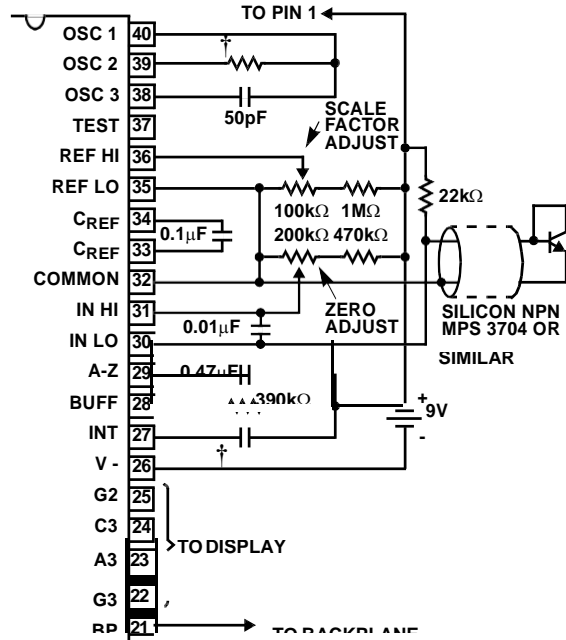 TO PIN 1
OSC 1 40
OSC 2 39 †
OSC 3 38
50pF
TEST 37
SCALE
FACTOR
ADJUST
REF HI 36
REF LO 35
100kΩ 1MΩ
22kΩ
CREF 34
0.1µF
CREF 33
200kΩ 470kΩ
COMMON 32
IN HI 31
0.01µF
ZERO
ADJUST
SILICON NPN
MPS 3704 OR
SIMILAR
IN LO 30
A-Z 29
0.47µF
BUFF 28
390kΩ
+
9V
-
INT 27
†
V - 26
G2 25
C3 24
TO DISPLAY
A3 23
G3 22
BP 21
TO BACKPLANE